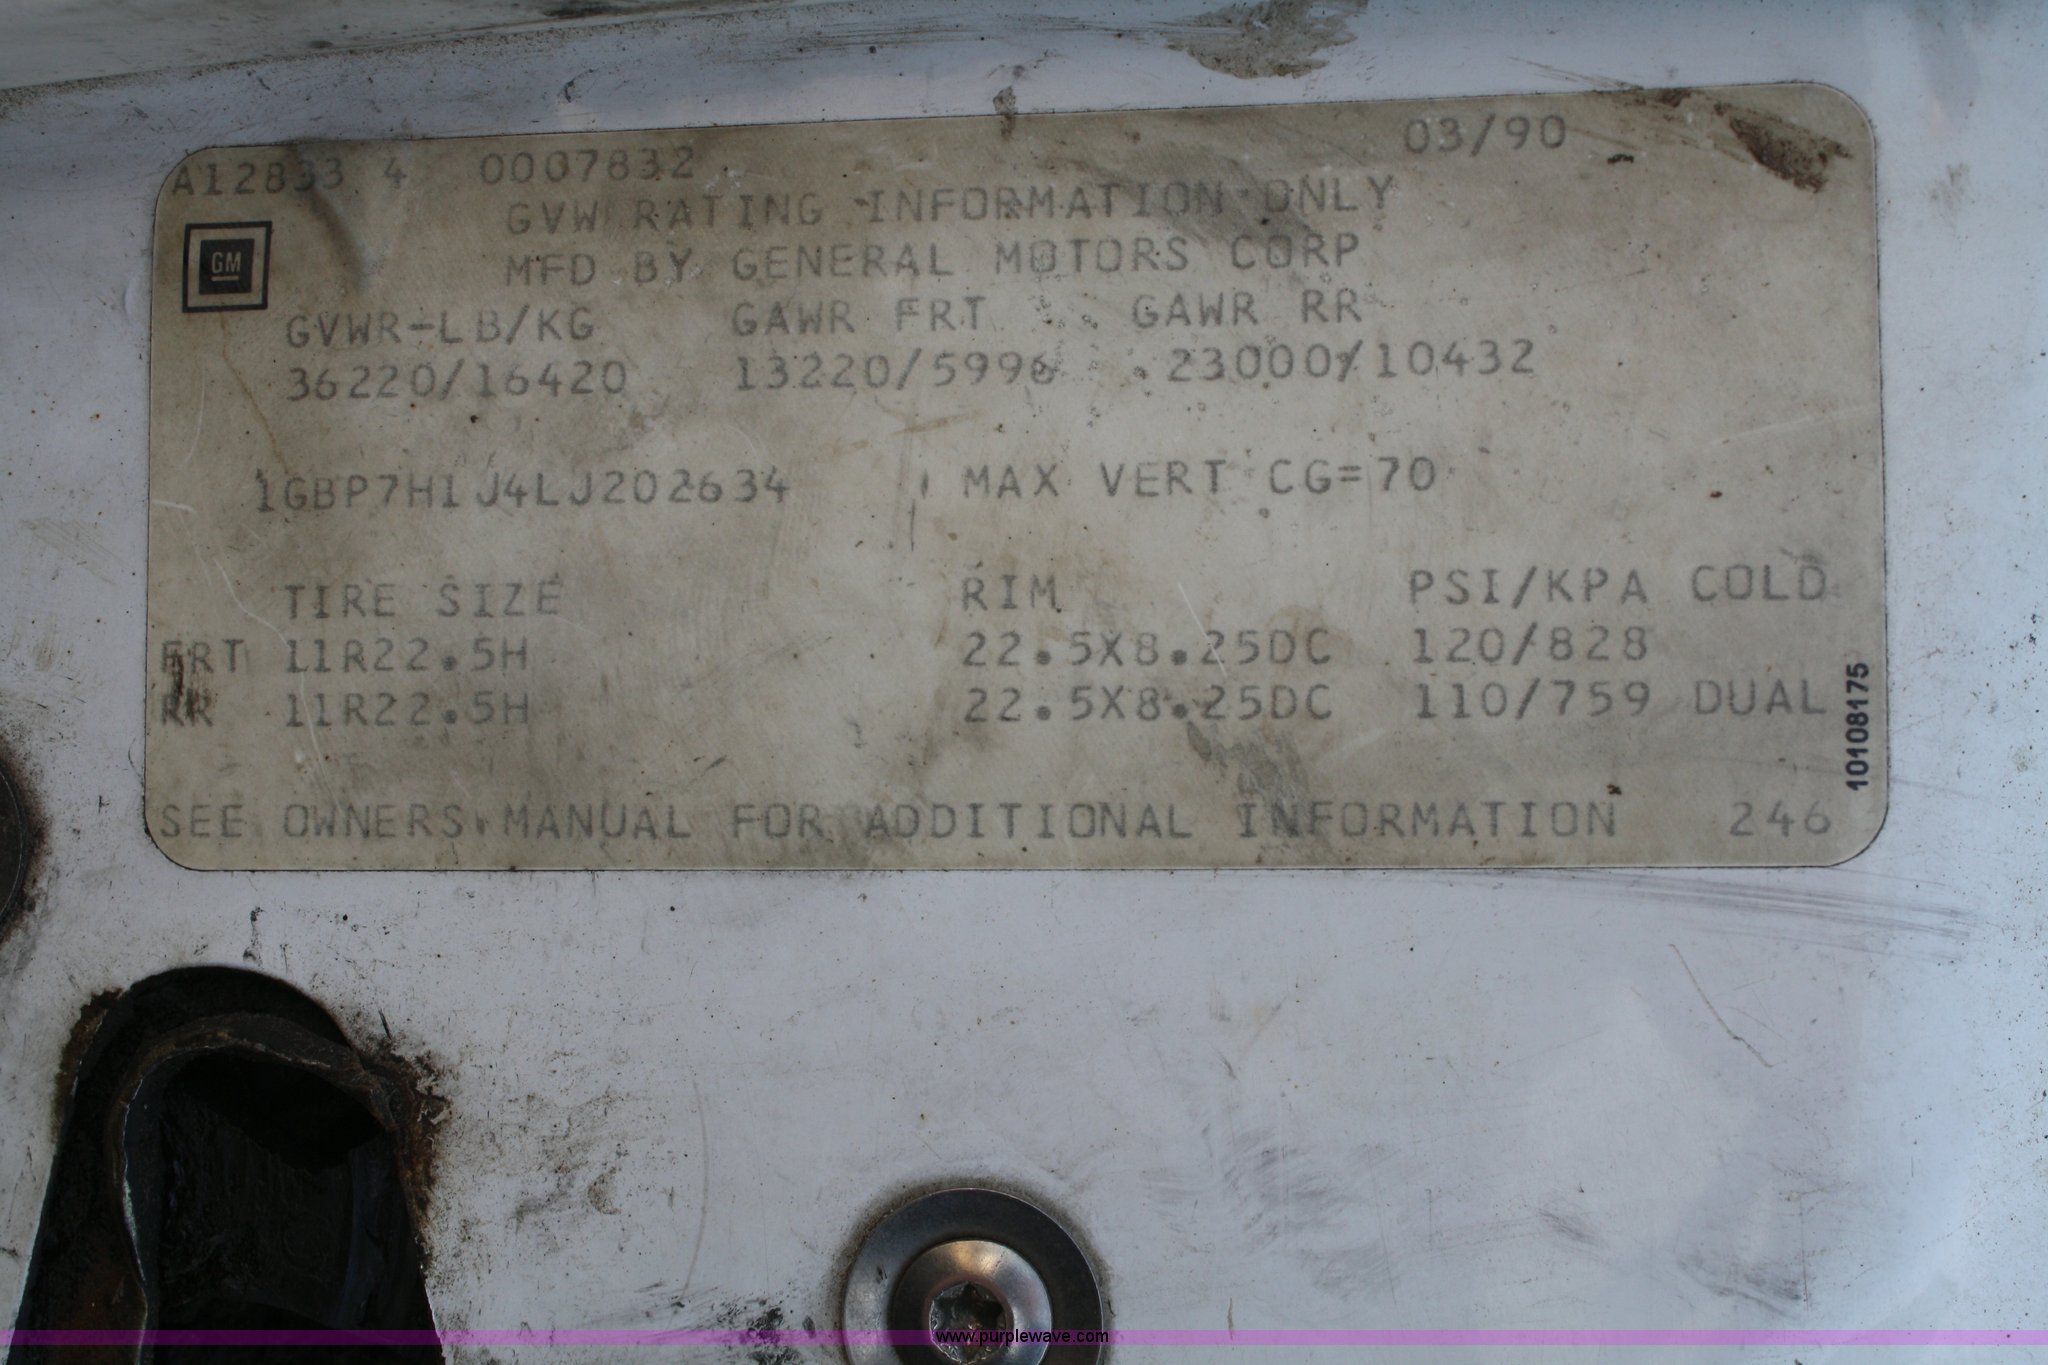 A12833 4 0007832 03/90
GVW RATING INFORMATION ONLY
GM
MFD BY GENERAL MOTORS CORP
GVWR-LB/KG GAWR FRT GAWR RR
36220/16420 13220/5996 23000/10432
1GBP7H1J4LJ202634 MAX VERT CG=70
TIRE SIZE RIM PSI/KPA COLD
FRT 11R22.5H 22.5X8.25DC 120/828
RR 11R22.5H 22.5X8.25DC 110/759 DUAL
10108175
SEE OWNERS MANUAL FOR ADDITIONAL INFORMATION 246
www.purplewave.com